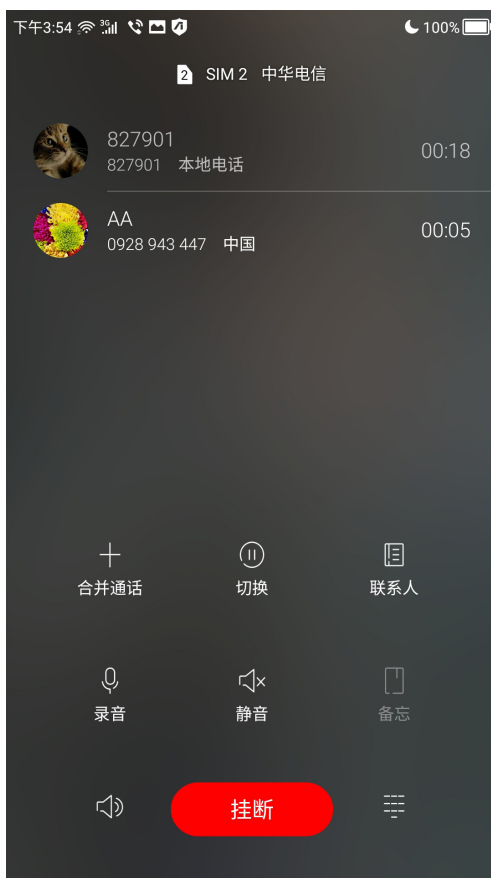 下午3:54 3G 100%
2 SIM 2 中华电信
827901
827901 本地电话 00:18
AA
0928 943 447 中国 00:05
合并通话 切换 联系人
录音 静音 备忘
挂断